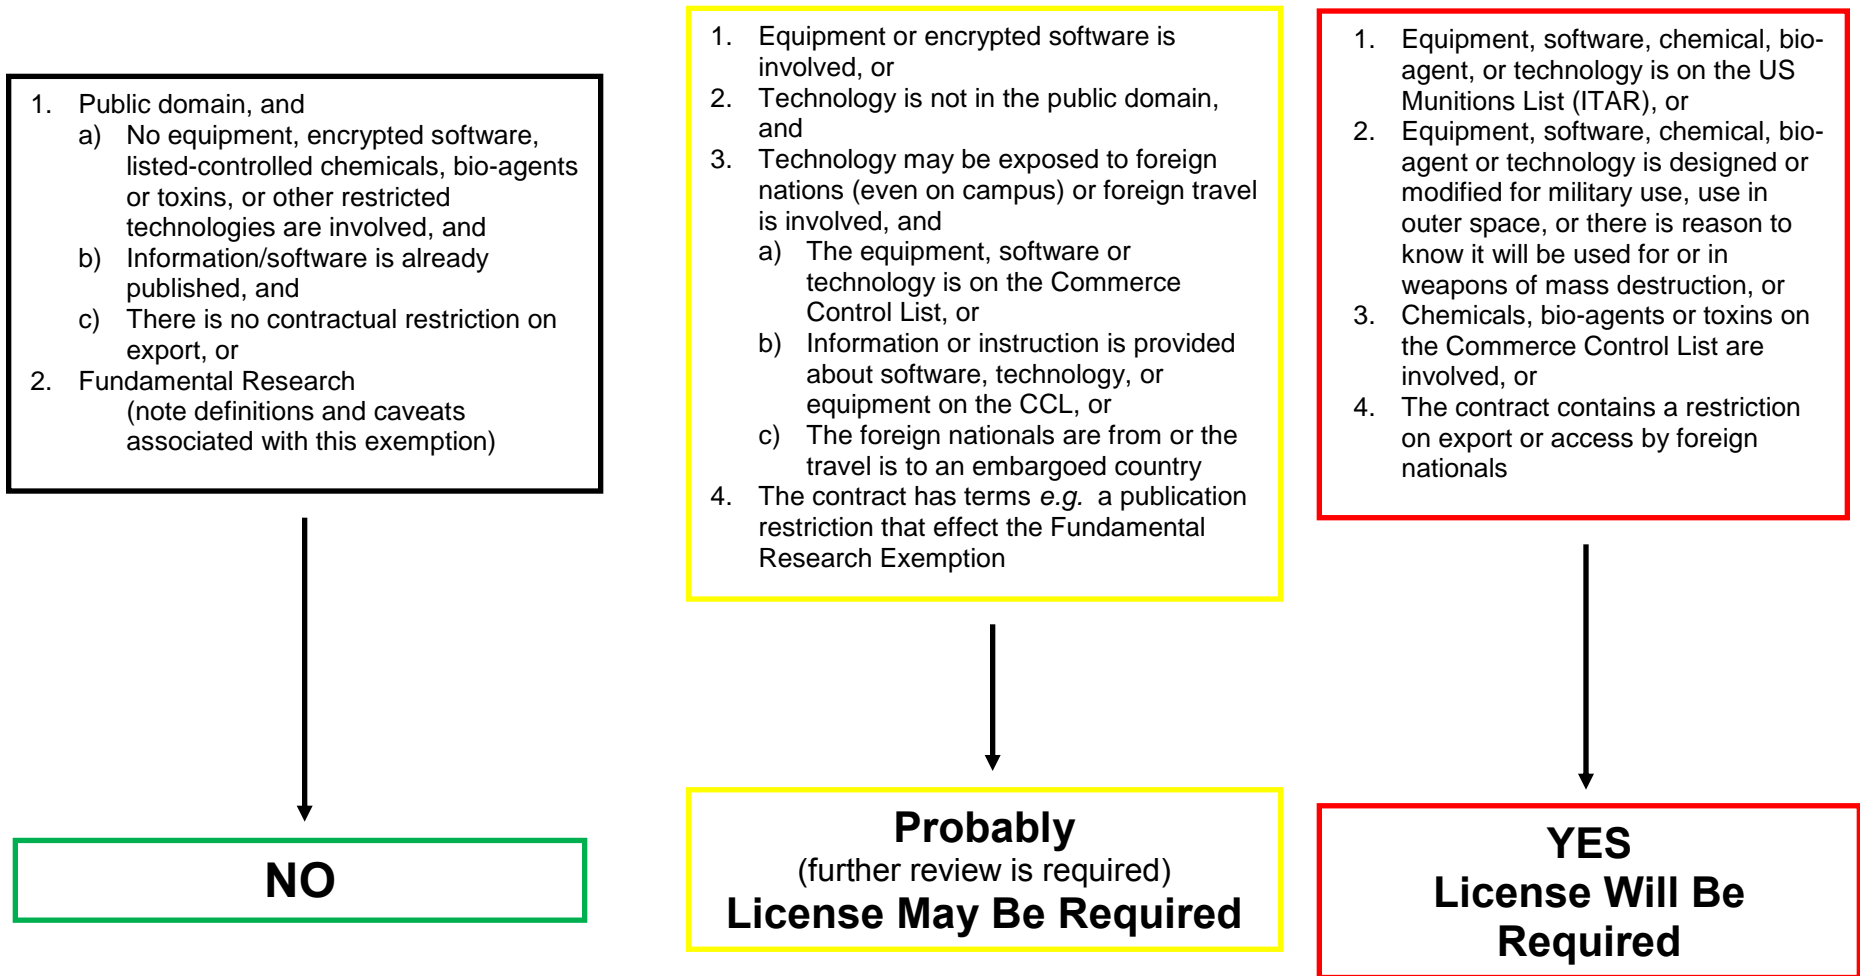 1. Public domain, and
a) No equipment, encrypted software,
listed-controlled chemicals, bio-agents
or toxins, or other restricted
technologies are involved, and
b) Information/software is already
published, and
c) There is no contractual restriction on
export, or
2. Fundamental Research
(note definitions and caveats
associated with this exemption)
NO
1. Equipment or encrypted software is
involved, or
2. Technology is not in the public domain,
and
3. Technology may be exposed to foreign
nations (even on campus) or foreign travel
is involved, and
a) The equipment, software or
technology is on the Commerce
Control List, or
b) Information or instruction is provided
about software, technology, or
equipment on the CCL, or
c) The foreign nationals are from or the
travel is to an embargoed country
4. The contract has terms e.g. a publication
restriction that effect the Fundamental
Research Exemption
Probably
(further review is required)
License May Be Required
1. Equipment, software, chemical, bio-
agent, or technology is on the US
Munitions List (ITAR), or
2. Equipment, software, chemical, bio-
agent or technology is designed or
modified for military use, use in
outer space, or there is reason to
know it will be used for or in
weapons of mass destruction, or
3. Chemicals, bio-agents or toxins on
the Commerce Control List are
involved, or
4. The contract contains a restriction
on export or access by foreign
nationals
YES
License Will Be
Required